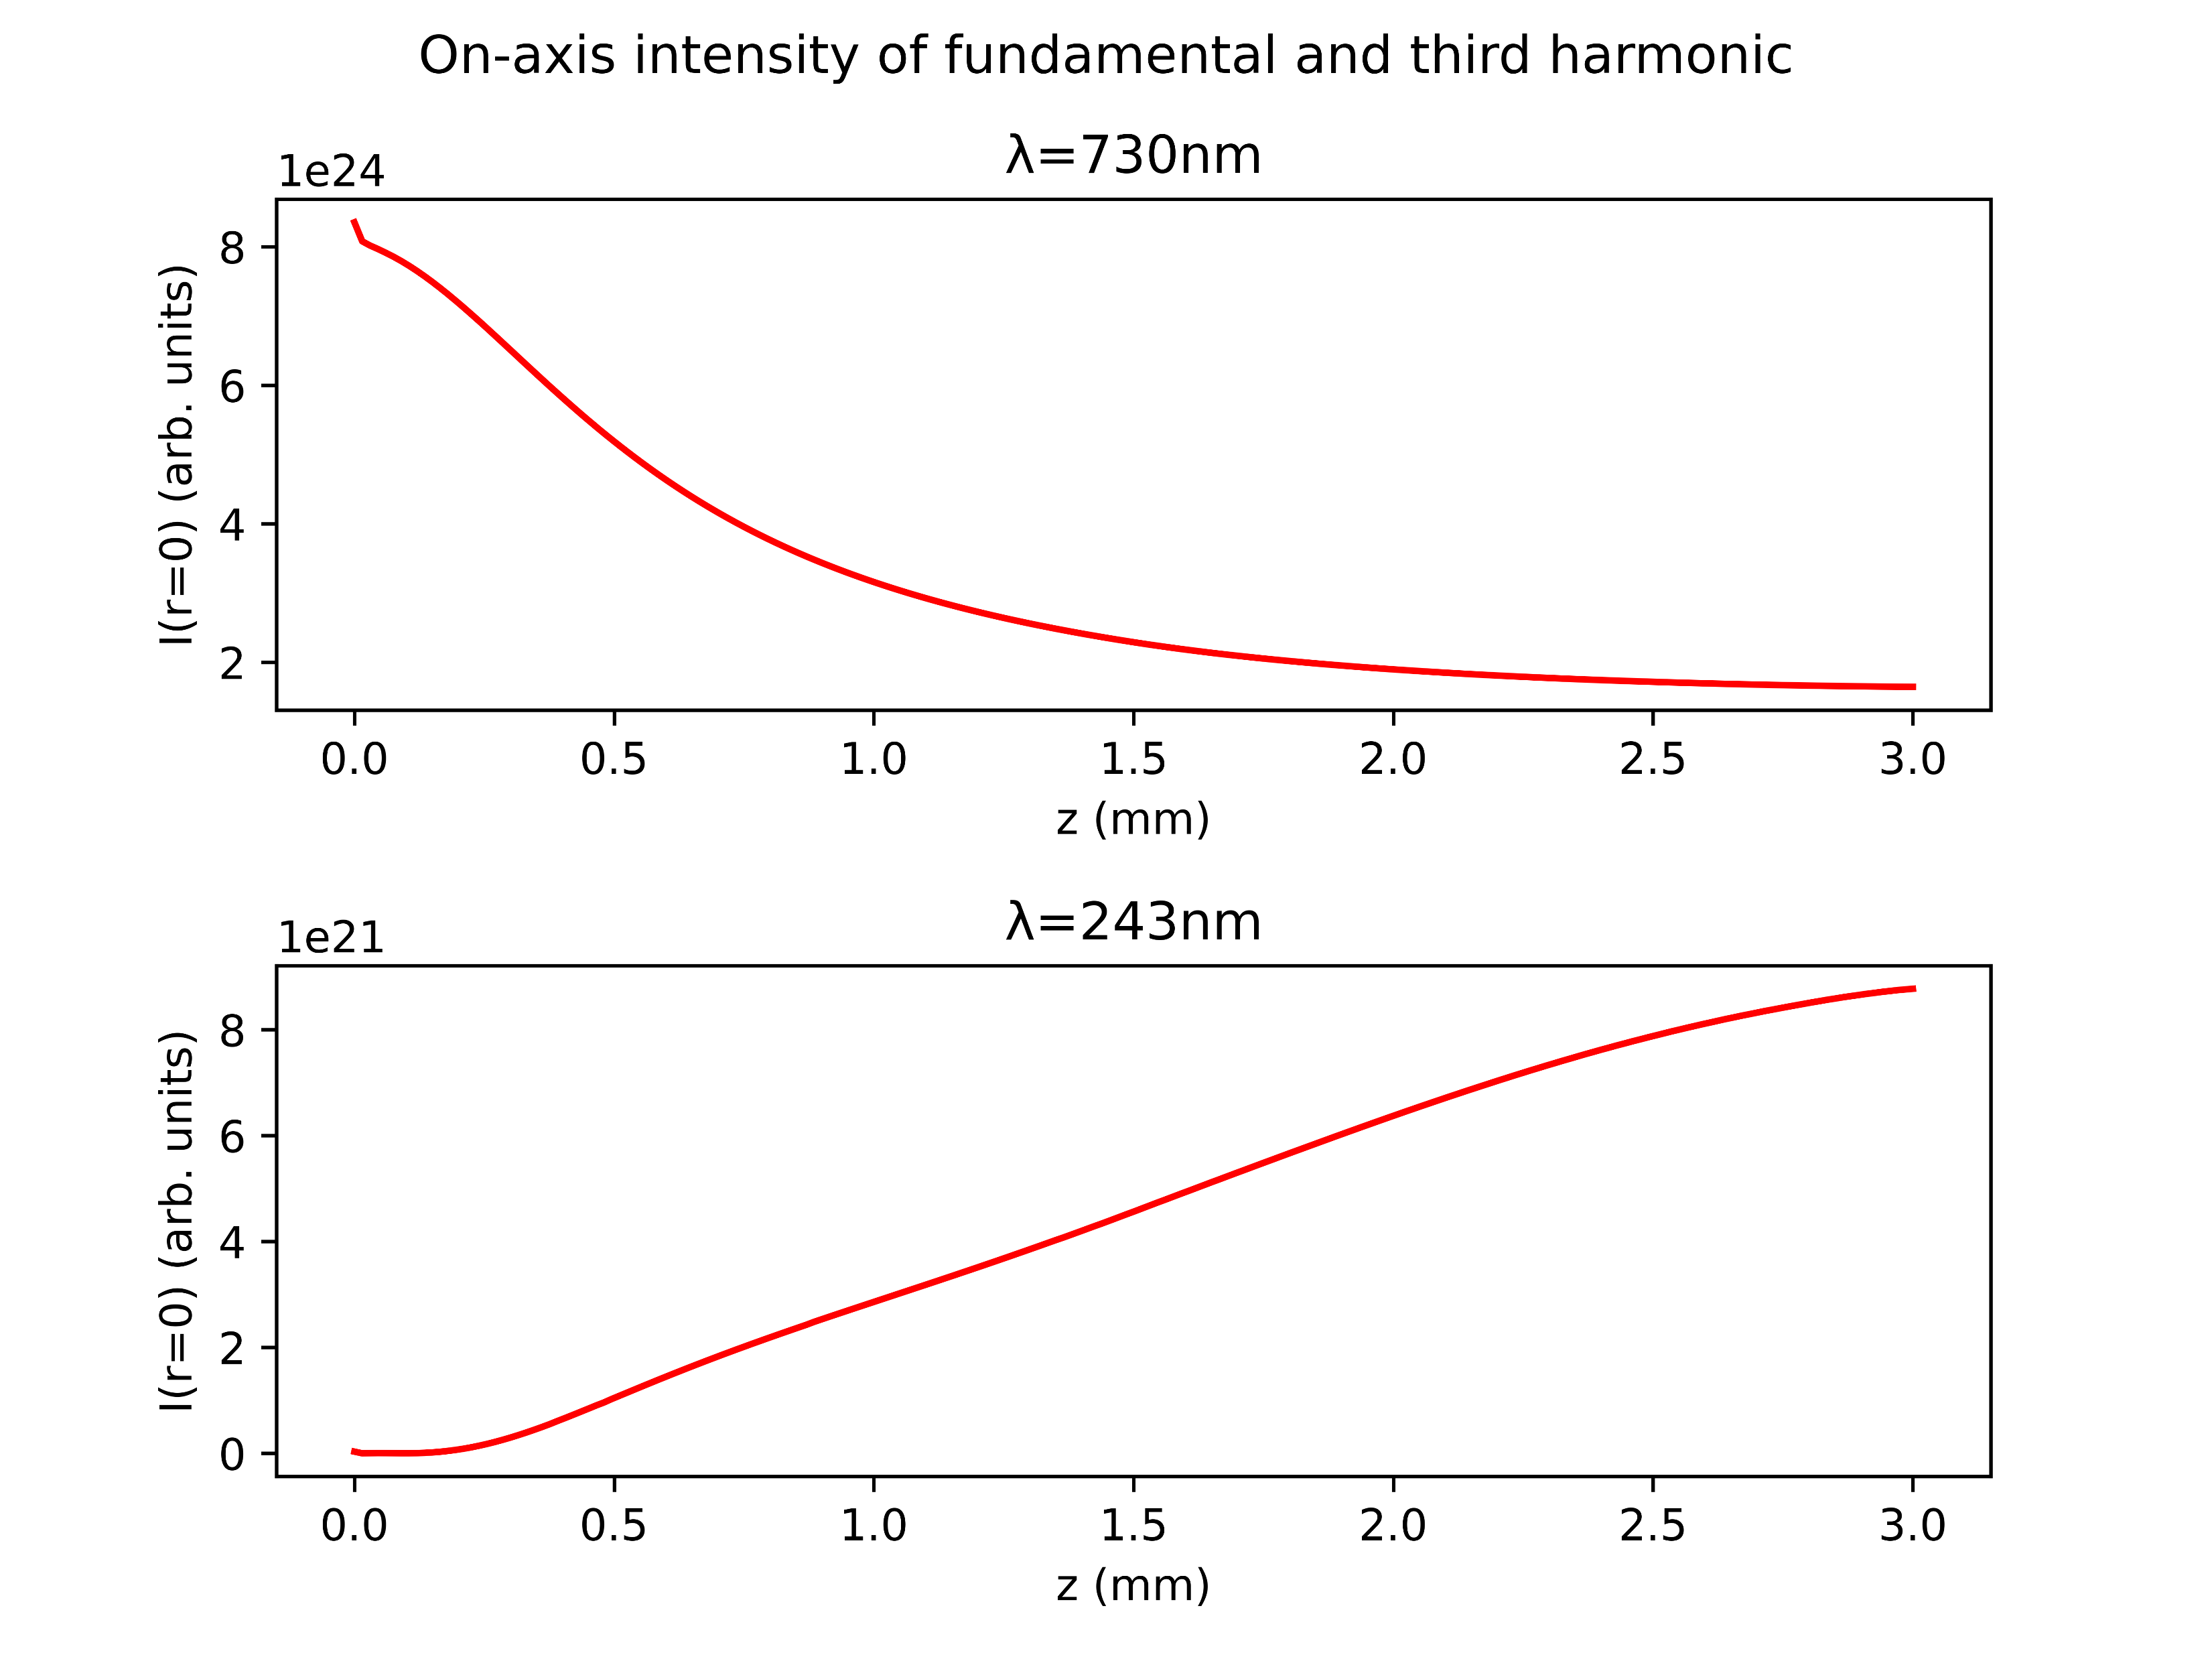 On-axis intensity of fundamental and third harmonic
λ=730nm
1e24
I(r=0) (arb. units)
8
6
4
2
0.0 0.5 1.0 1.5 2.0 2.5 3.0
z (mm)
λ=243nm
1e21
I(r=0) (arb. units)
8
6
4
2
0
0.0 0.5 1.0 1.5 2.0 2.5 3.0
z (mm)